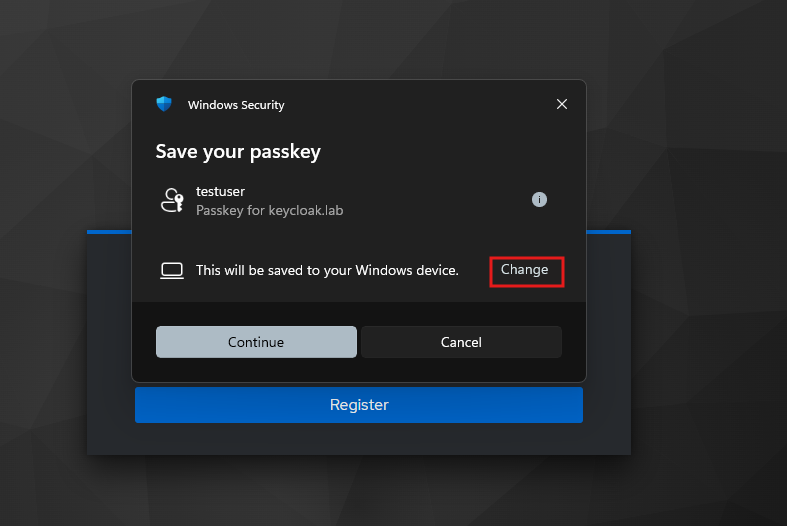 Windows Security
Save your passkey
testuser
Passkey for keycloak.lab
This will be saved to your Windows device.
Change
Continue
Cancel
Register